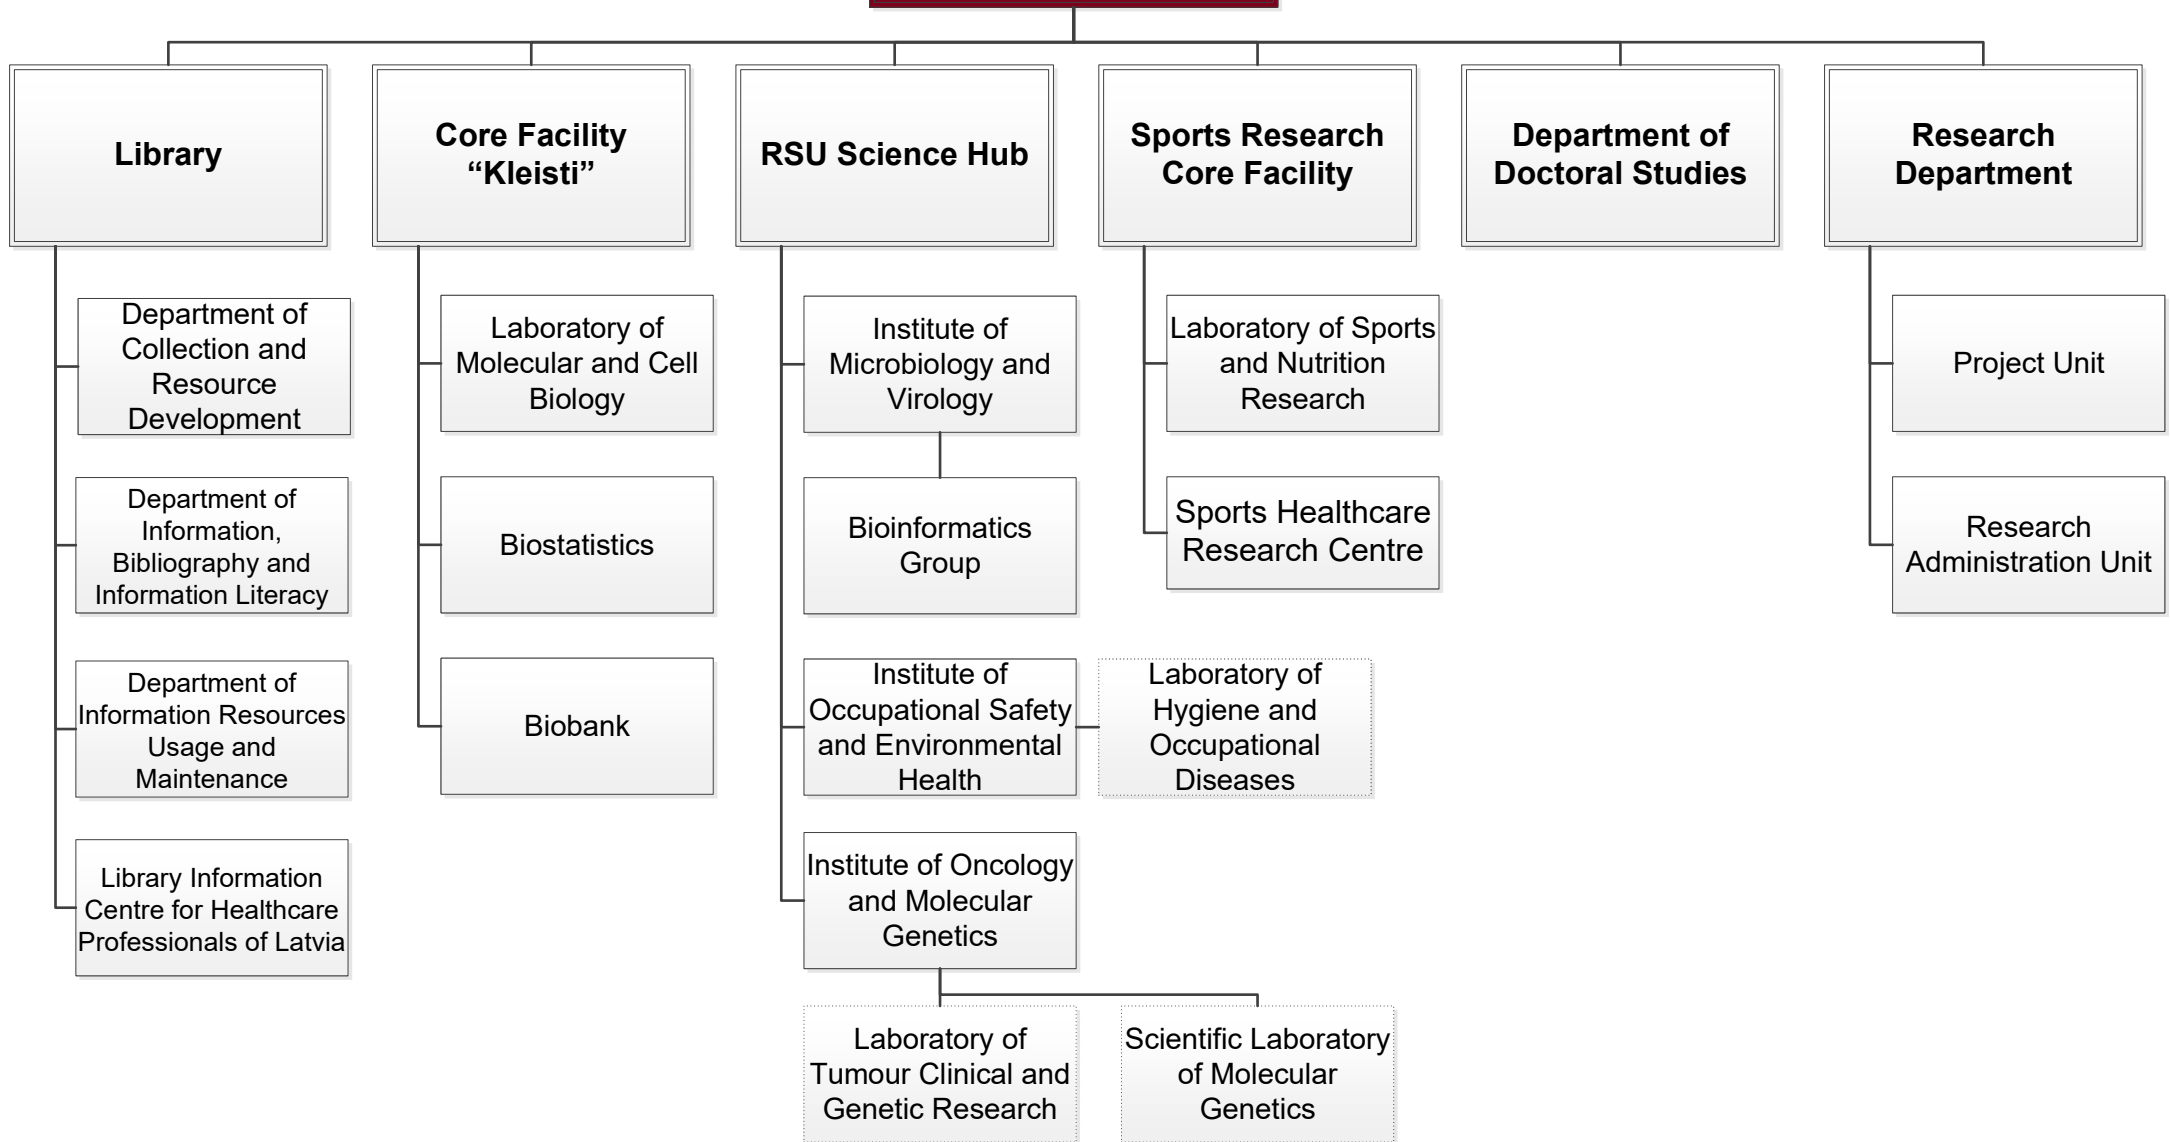 Library
Core Facility
“Kleisti”
RSU Science Hub
Sports Research
Core Facility
Department of
Doctoral Studies
Research
Department
Department of
Collection and
Resource
Development
Department of
Information,
Bibliography and
Information Literacy
Department of
Information Resources
Usage and
Maintenance
Library Information
Centre for Healthcare
Professionals of Latvia
Laboratory of
Molecular and Cell
Biology
Biostatistics
Biobank
Institute of
Microbiology and
Virology
Bioinformatics
Group
Institute of
Occupational Safety
and Environmental
Health
Laboratory of
Hygiene and
Occupational
Diseases
Institute of Oncology
and Molecular
Genetics
Laboratory of
Tumour Clinical and
Genetic Research
Scientific Laboratory
of Molecular
Genetics
Laboratory of Sports
and Nutrition
Research
Sports Healthcare
Research Centre
Project Unit
Research
Administration Unit